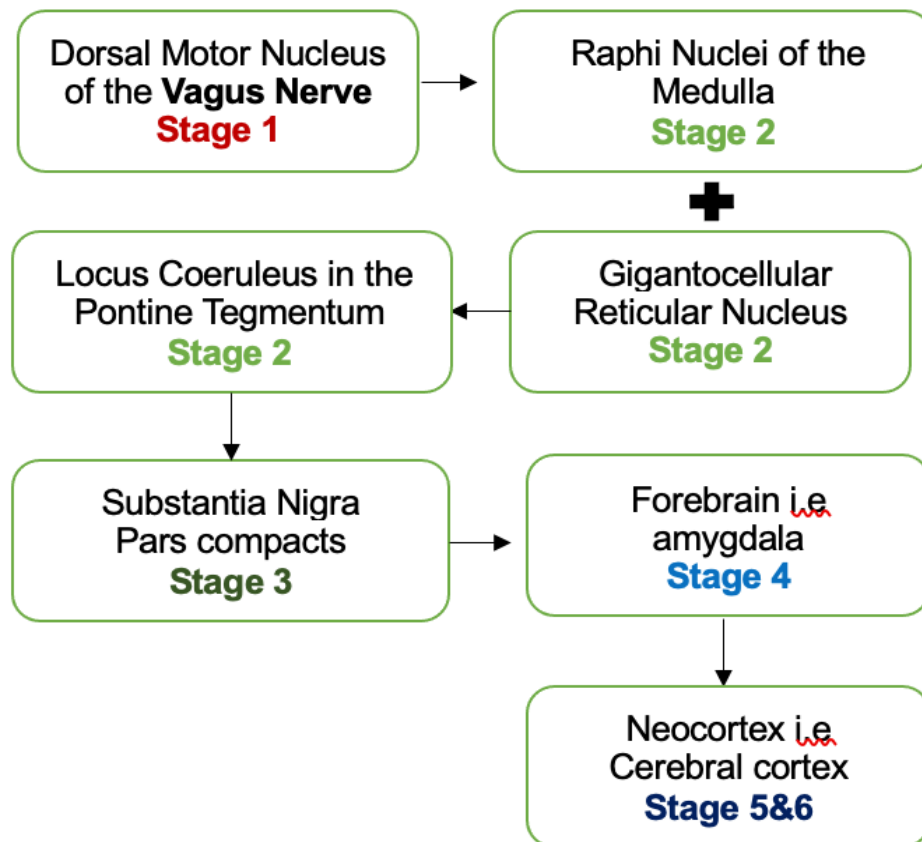 Dorsal Motor Nucleus
of the Vagus Nerve
Stage 1
Raphi Nuclei of the
Medulla
Stage 2
Gigantocellular
Reticular Nucleus
Stage 2
Locus Coeruleus in the
Pontine Tegmentum
Stage 2
Substantia Nigra
Pars compacts
Stage 3
Forebrain i.e
amygdala
Stage 4
Neocortex i.e
Cerebral cortex
Stage 5&6